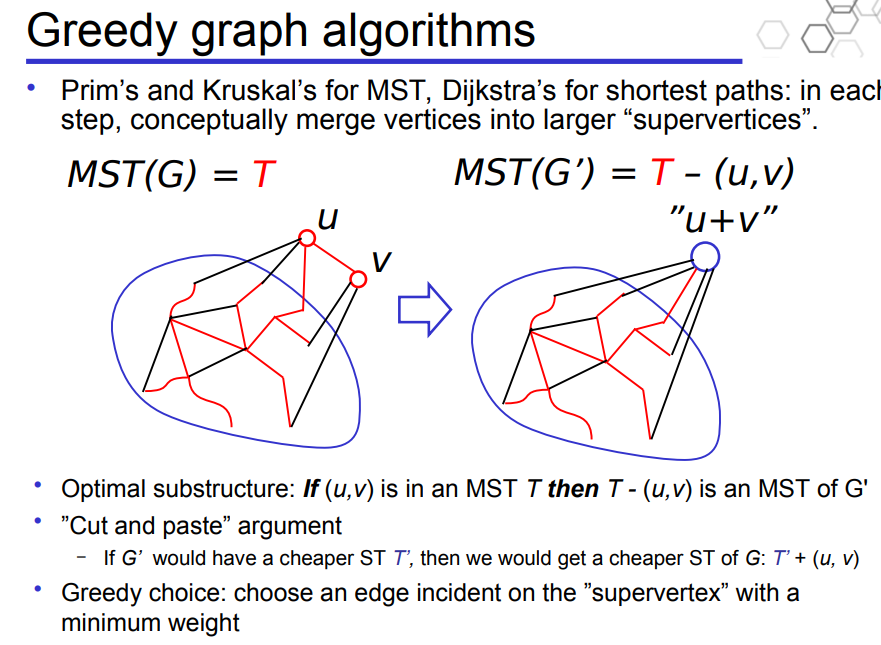 Greedy graph algorithms
• Prim’s and Kruskal’s for MST, Dijkstra’s for shortest paths: in each
step, conceptually merge vertices into larger “supervertices”.
MST(G) = T
MST(G’) = T – (u,v)
u
v
”u+v”
• Optimal substructure: If (u,v) is in an MST T then T - (u,v) is an MST of G'
• ”Cut and paste” argument
– If G’ would have a cheaper ST T’, then we would get a cheaper ST of G: T’ + (u, v)
• Greedy choice: choose an edge incident on the ”supervertex” with a
minimum weight